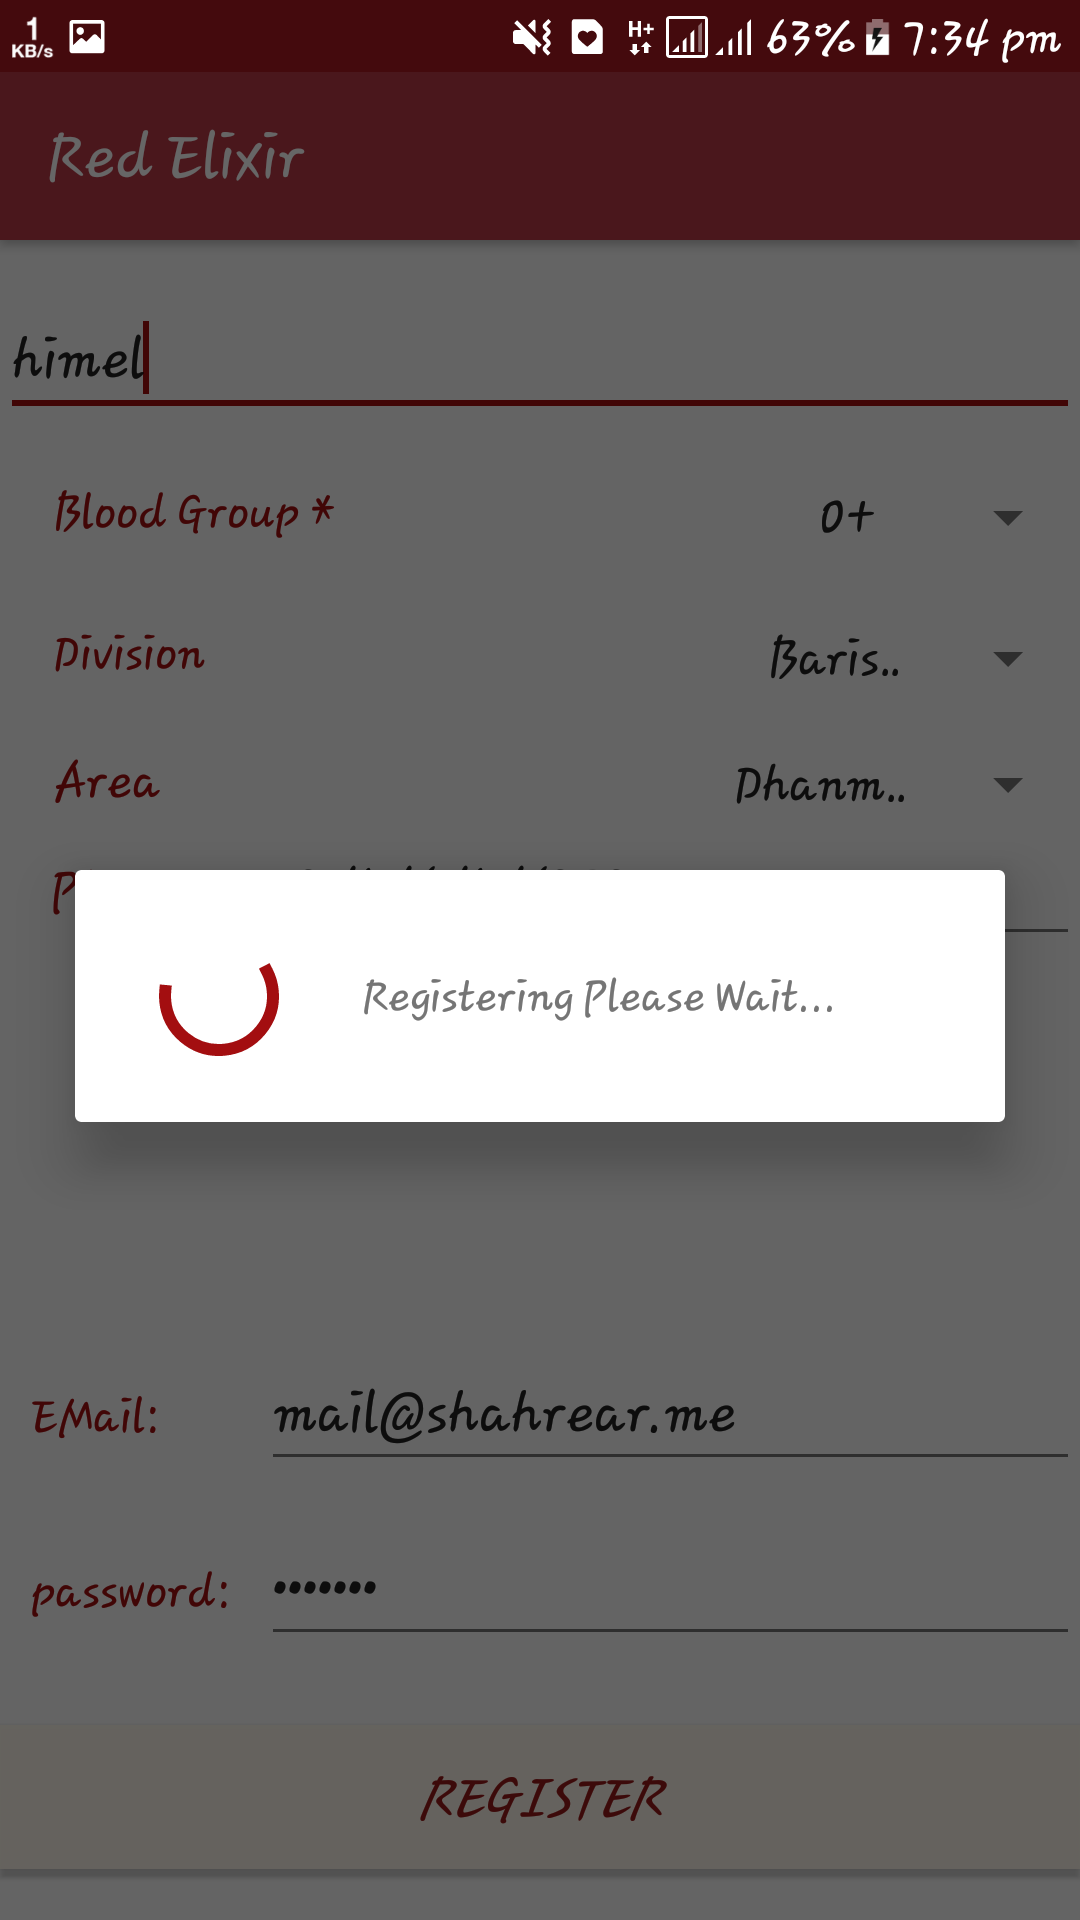 1 KB/s H+ 63% 7:34 pm
Red Elixir
himel
Blood Group * O+
Division Baris..
Area Dhanm..
Registering Please Wait...
EMail: mail@shahrear.me
password: •••••••
REGISTER